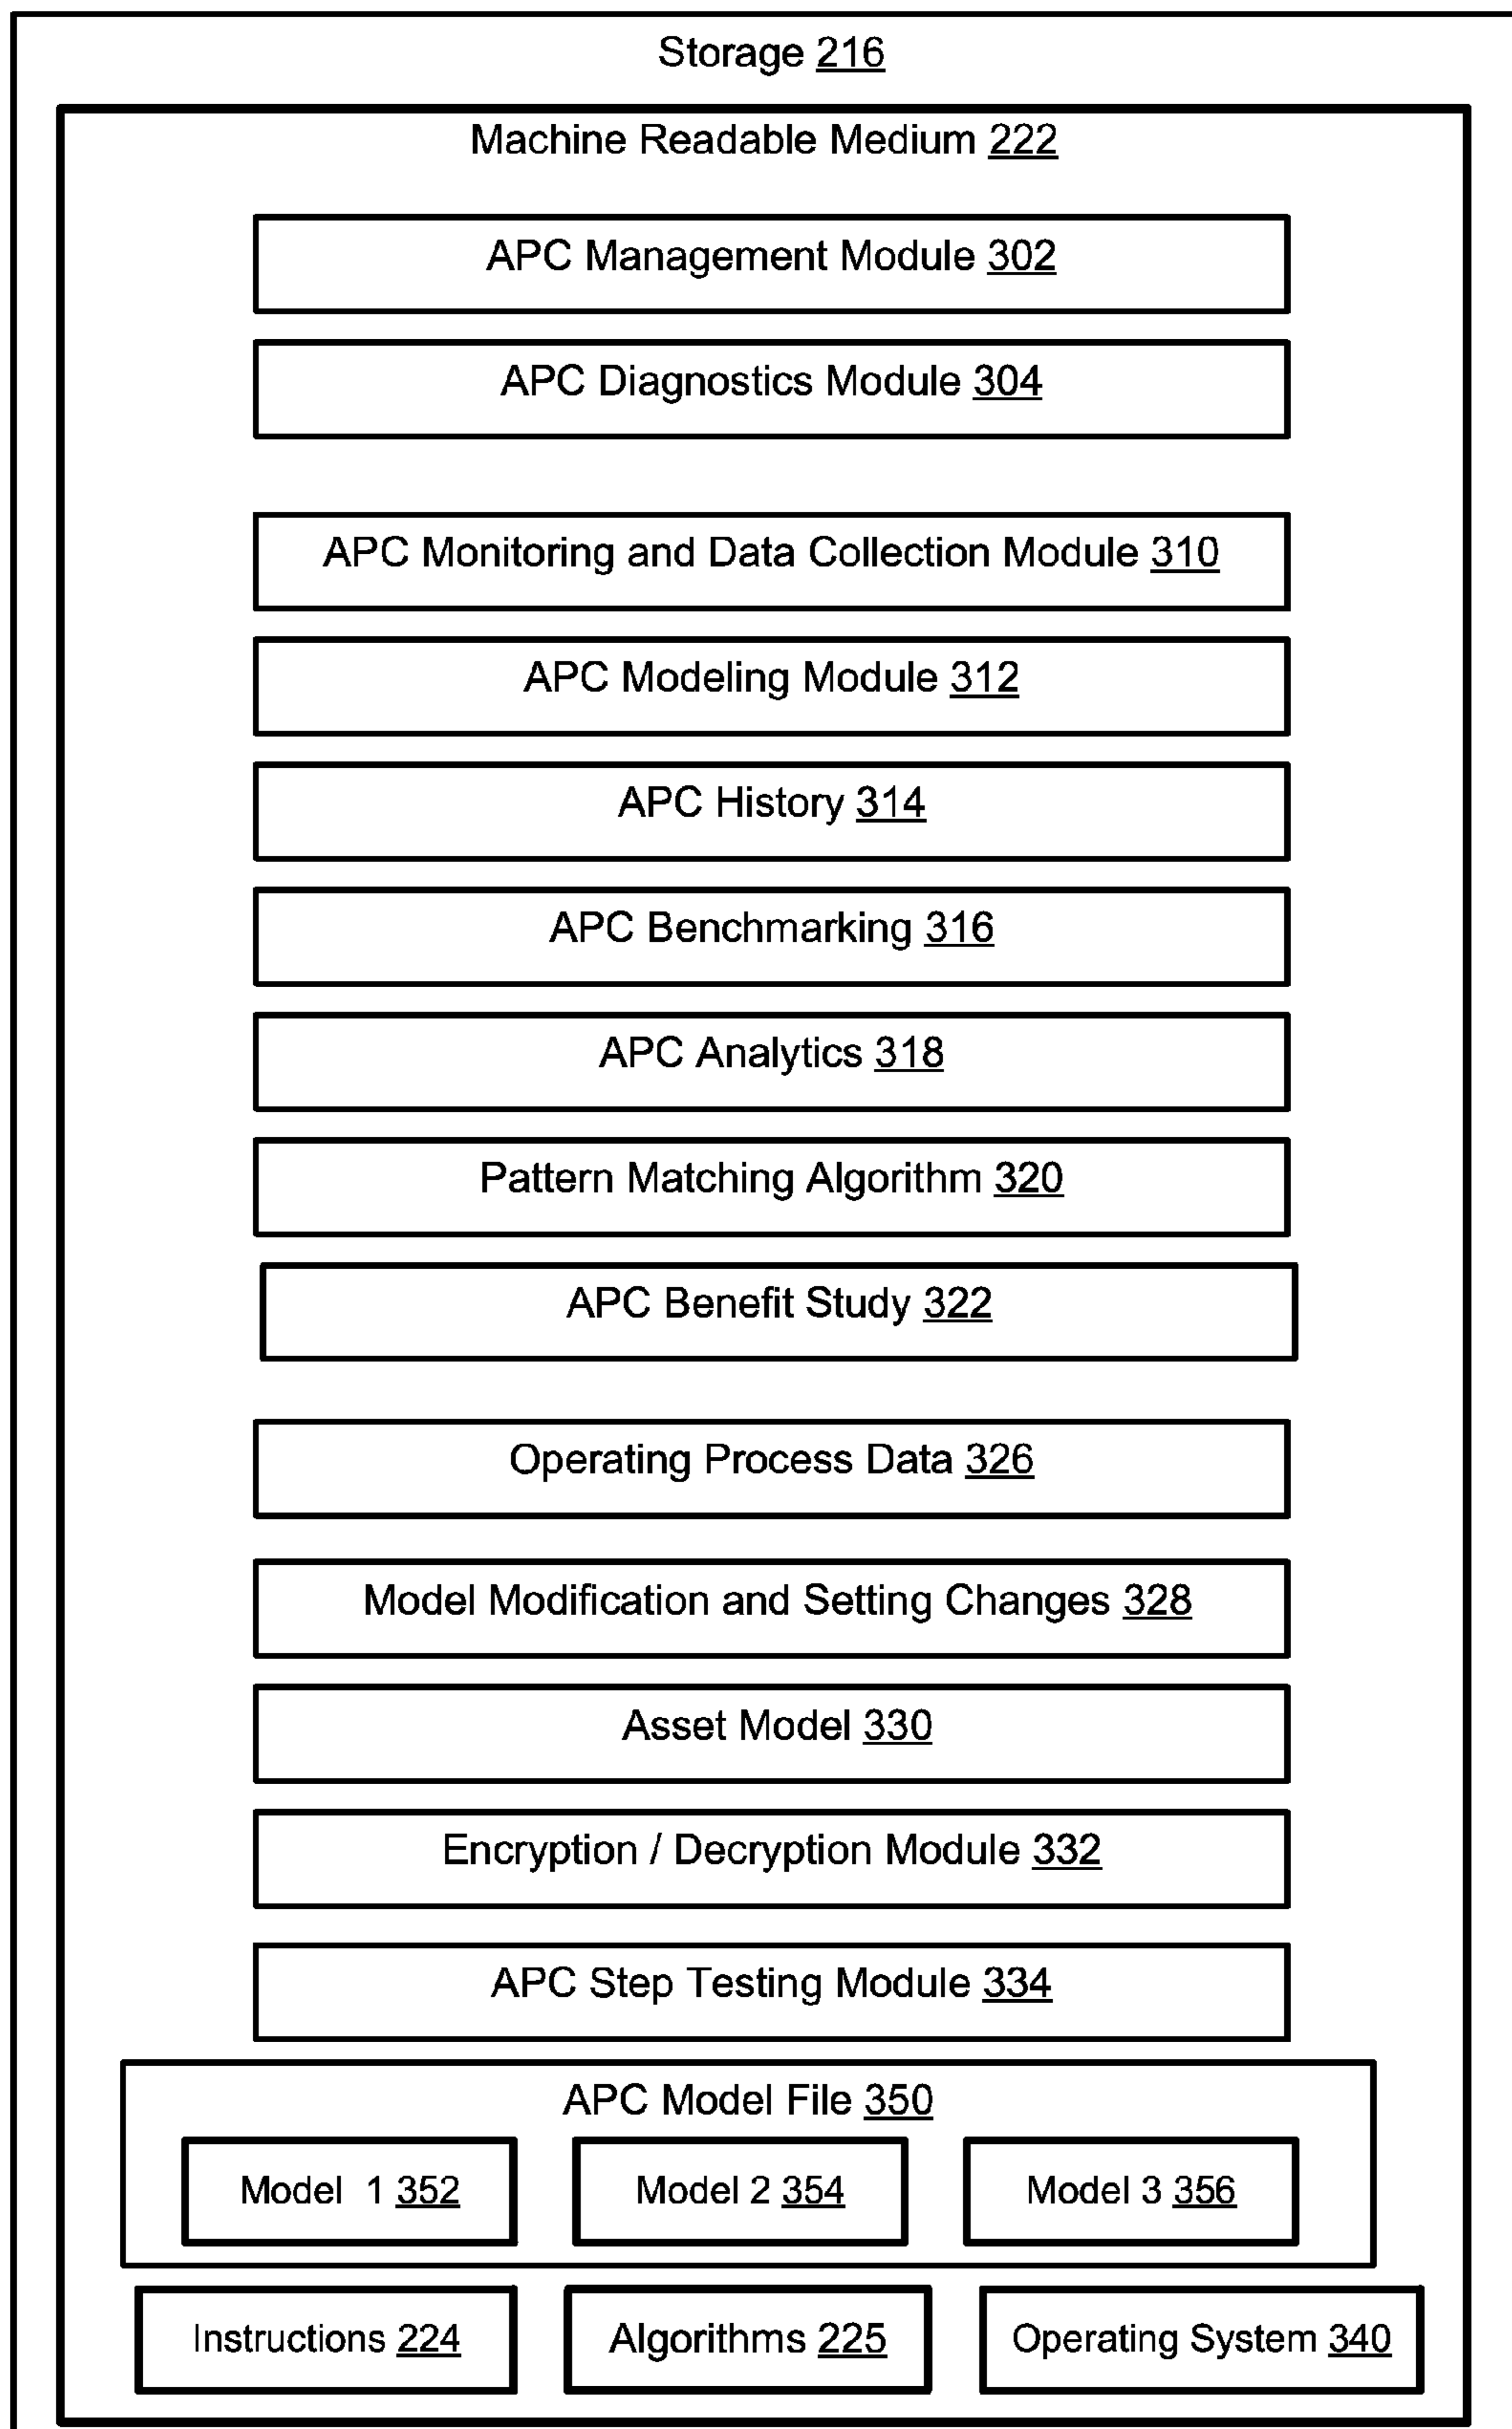 Storage 216
Machine Readable Medium 222
APC Management Module 302
APC Diagnostics Module 304
APC Monitoring and Data Collection Module 310
APC Modeling Module 312
APC History 314
APC Benchmarking 316
APC Analytics 318
Pattern Matching Algorithm 320
APC Benefit Study 322
Operating Process Data 326
Model Modification and Setting Changes 328
Asset Model 330
Encryption / Decryption Module 332
APC Step Testing Module 334
APC Model File 350
Model 1 352
Model 2 354
Model 3 356
Instructions 224
Algorithms 225
Operating System 340